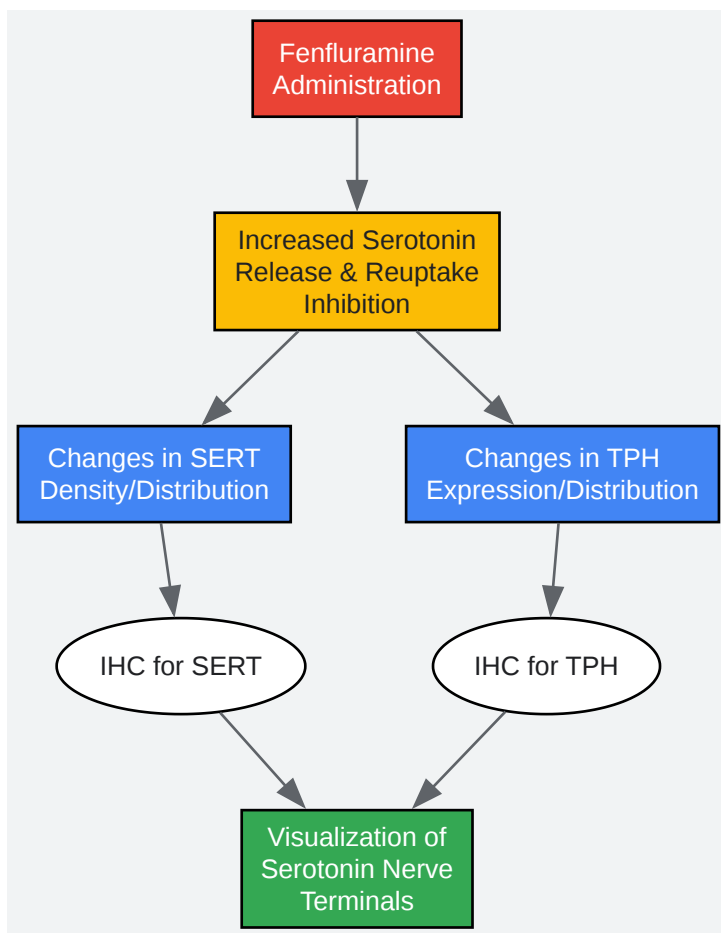 Fenfluramine
Administration
Increased Serotonin
Release & Reuptake
Inhibition
Changes in SERT
Density/Distribution
Changes in TPH
Expression/Distribution
IHC for SERT
IHC for TPH
Visualization of
Serotonin Nerve
Terminals